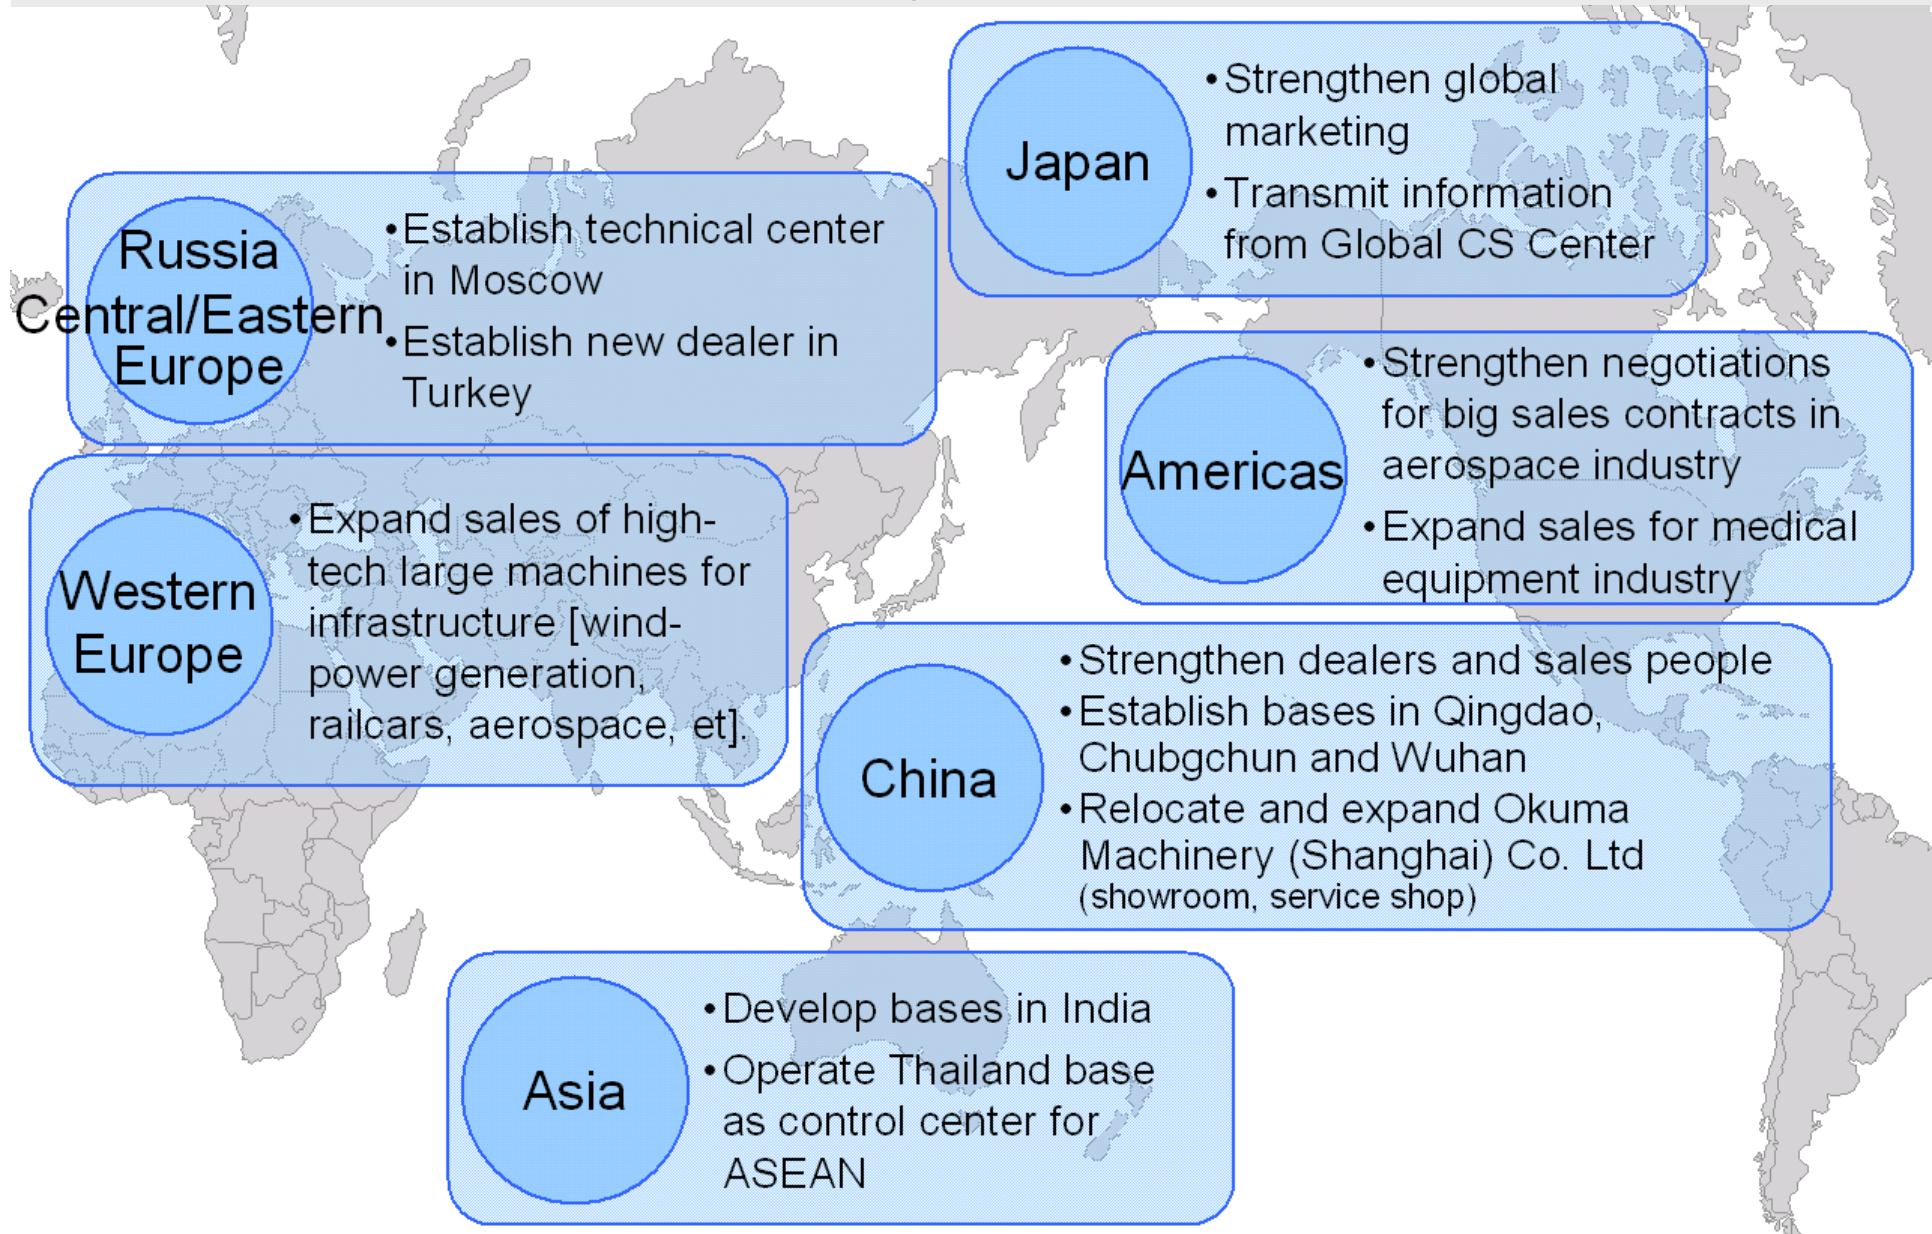 Japan
•Strengthen global
marketing
•Transmit information
from Global CS Center
Russia
Central/Eastern
Europe
•Establish technical center
in Moscow
•Establish new dealer in
Turkey
Americas
•Strengthen negotiations
for big sales contracts in
aerospace industry
•Expand sales for medical
equipment industry
Western
Europe
•Expand sales of high-
tech large machines for
infrastructure [wind-
power generation,
railcars, aerospace, et].
China
•Strengthen dealers and sales people
•Establish bases in Qingdao,
Chubgchun and Wuhan
•Relocate and expand Okuma
Machinery (Shanghai) Co. Ltd
(showroom, service shop)
Asia
•Develop bases in India
•Operate Thailand base
as control center for
ASEAN